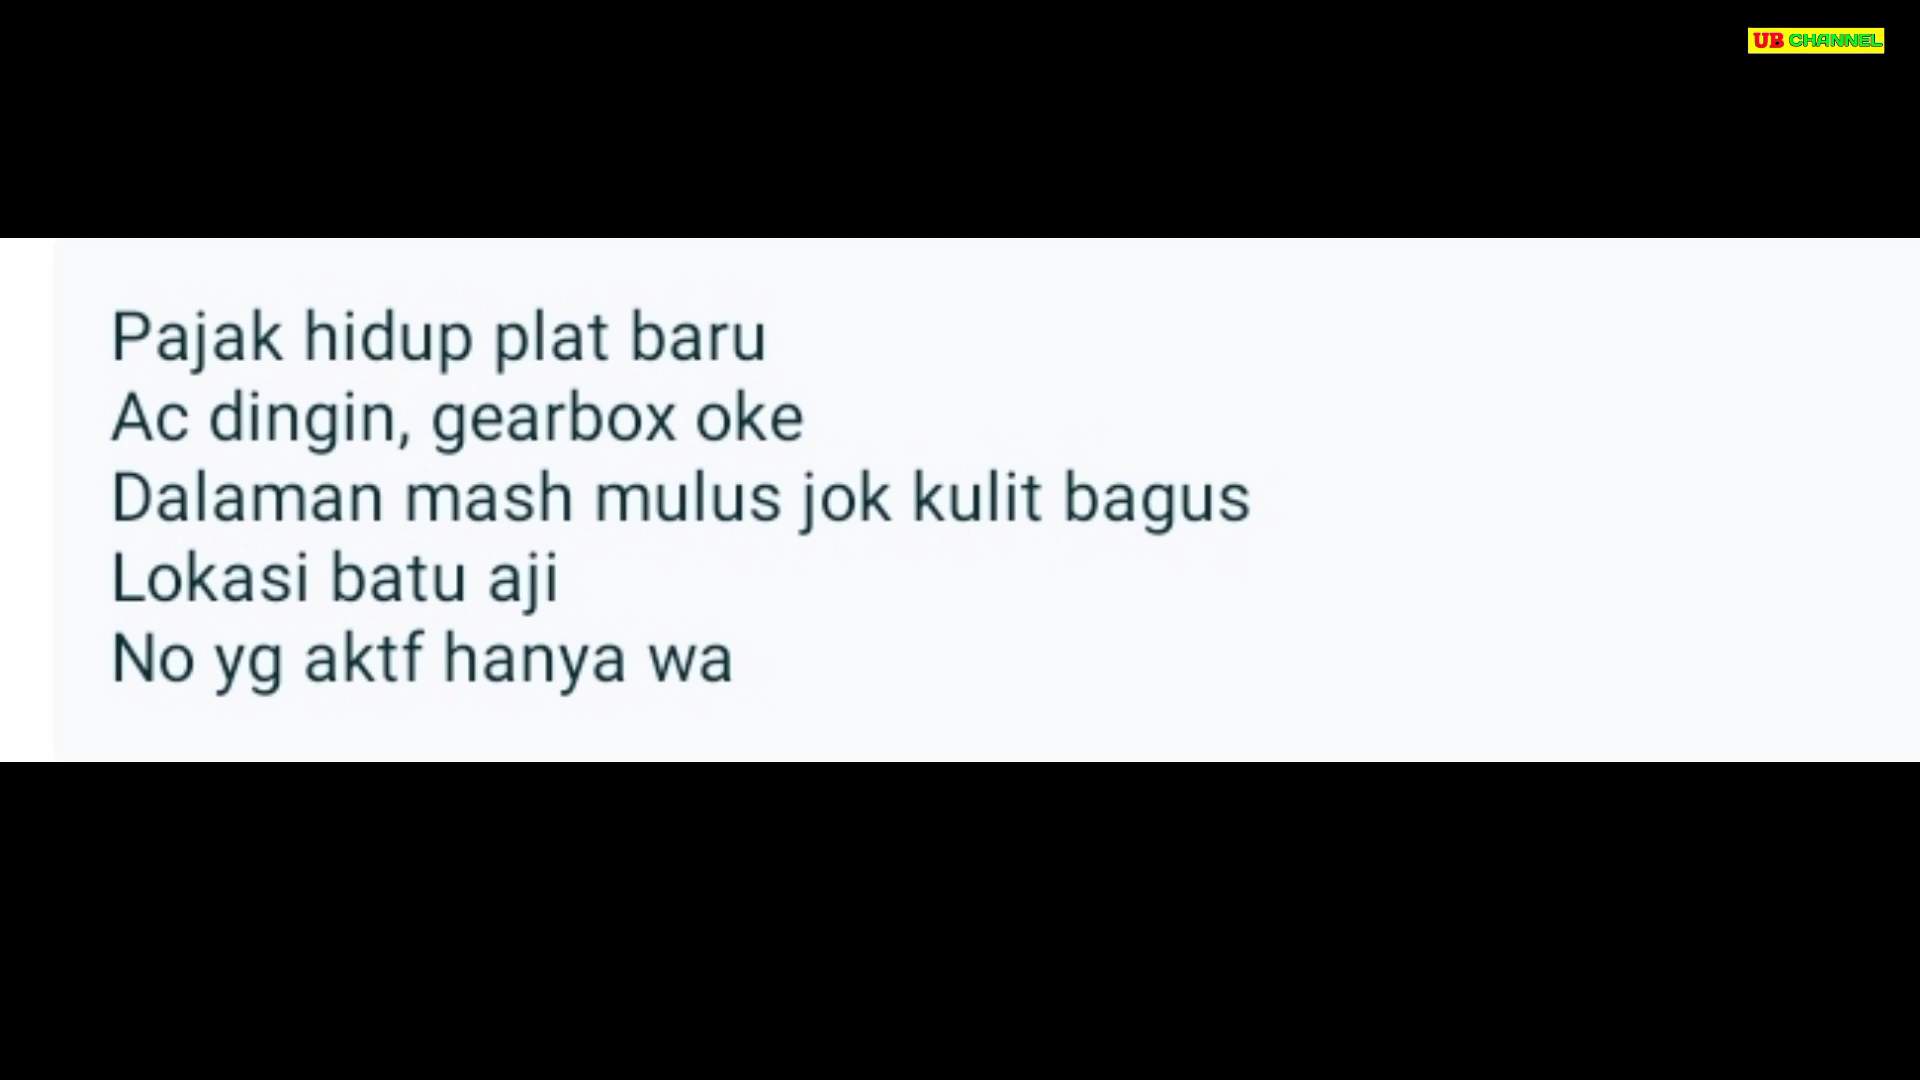 UB CHANNEL
Pajak hidup plat baru
Ac dingin, gearbox oke
Dalaman mash mulus jok kulit bagus
Lokasi batu aji
No yg aktf hanya wa